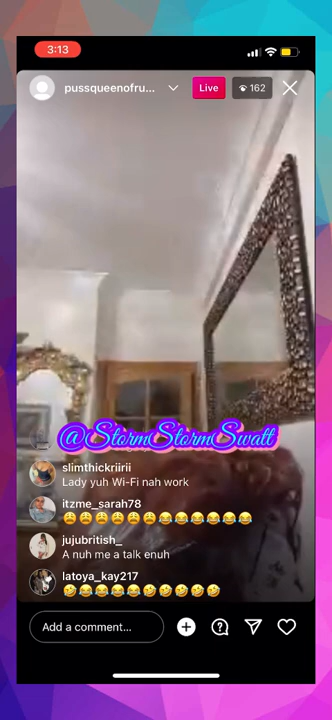 3:13
pussqueenofru...
Live
162
@StormStormSwatt
slimthickriirii
Lady yuh Wi-Fi nah work
itzme_sarah78
😩😩😩😩😩😩😂😂😂😂😂😂
jujubritish_
A nuh me a talk enuh
latoya_kay217
🤣😂😂😂😂🤣🤣🤣🤣🤣
Add a comment...